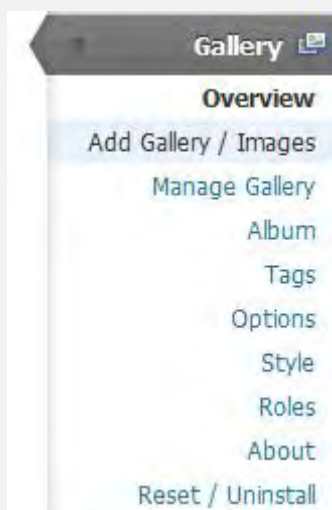 Gallery
Overview
Add Gallery / Images
Manage Gallery
Album
Tags
Options
Style
Roles
About
Reset / Uninstall